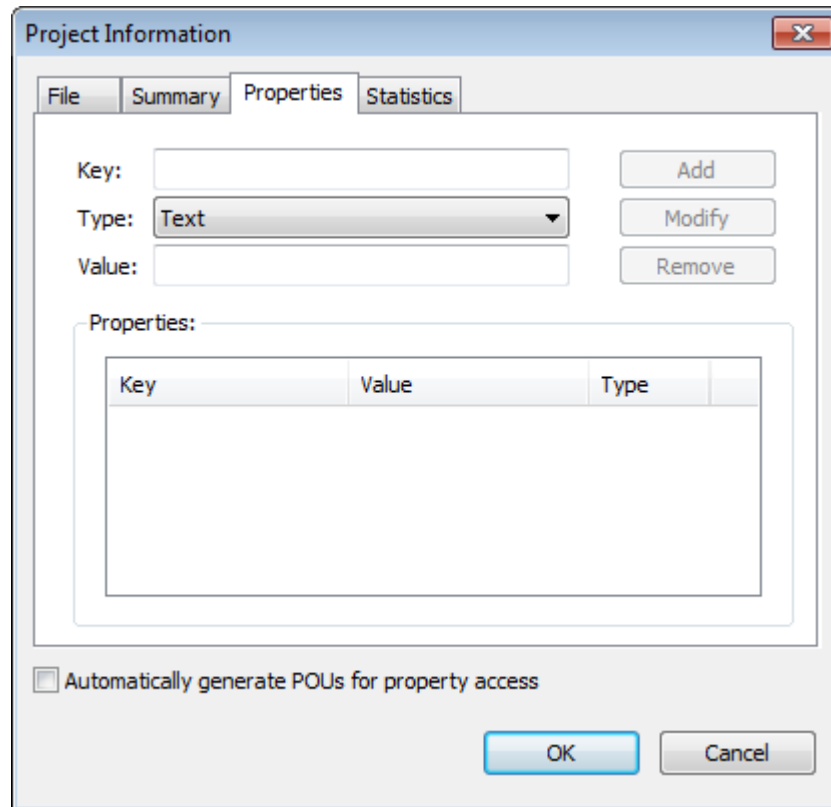 Project Information
File Summary Properties Statistics
Key: Add
Type: Text Modify
Value: Remove
Properties:
Key Value Type
Automatically generate POUs for property access
OK Cancel